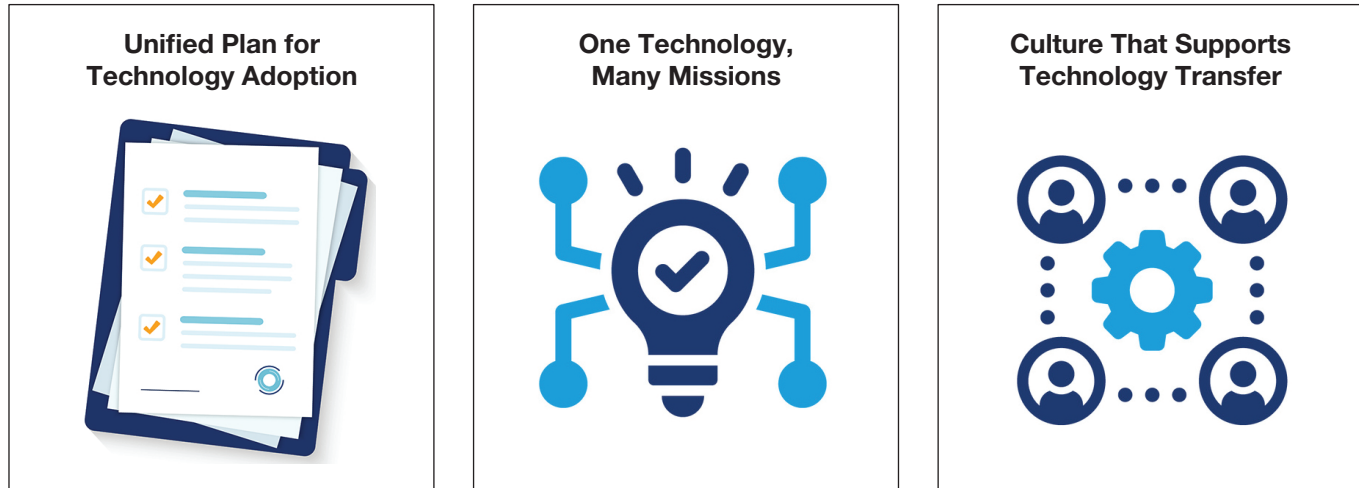 Unified Plan for
Technology Adoption
One Technology,
Many Missions
Culture That Supports
Technology Transfer